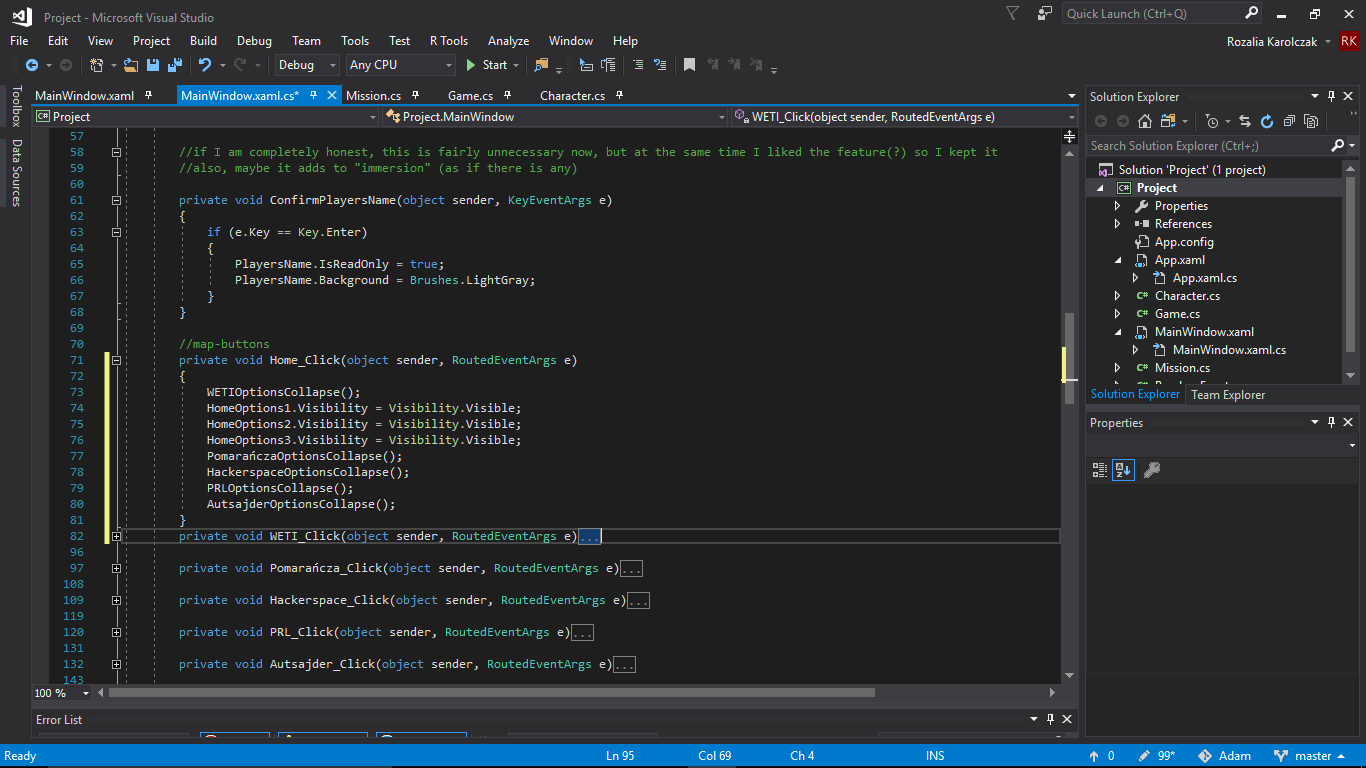 Project - Microsoft Visual Studio
Quick Launch (Ctrl+Q)
File Edit View Project Build Debug Team Tools Test R Tools Analyze Window Help
Rozalia Karolczak RK
Debug Any CPU Start
Toolbox
Data Sources
MainWindow.xaml MainWindow.xaml.cs* Mission.cs Game.cs Character.cs
C# Project Project.MainWindow WETI_Click(object sender, RoutedEventArgs e)
57
58 //if I am completely honest, this is fairly unnecessary now, but at the same time I liked the feature(?) so I kept it
59 //also, maybe it adds to "immersion" (as if there is any)
60
61 private void ConfirmPlayersName(object sender, KeyEventArgs e)
62 {
63 if (e.Key == Key.Enter)
64 {
65 PlayersName.IsReadOnly = true;
66 PlayersName.Background = Brushes.LightGray;
67 }
68 }
69
70 //map-buttons
71 private void Home_Click(object sender, RoutedEventArgs e)
72 {
73 WETIOptionsCollapse();
74 HomeOptions1.Visibility = Visibility.Visible;
75 HomeOptions2.Visibility = Visibility.Visible;
76 HomeOptions3.Visibility = Visibility.Visible;
77 PomarańczaOptionsCollapse();
78 HackerspaceOptionsCollapse();
79 PRLOptionsCollapse();
80 AutsajderOptionsCollapse();
81 }
82 private void WETI_Click(object sender, RoutedEventArgs e)...
96
97 private void Pomarańcza_Click(object sender, RoutedEventArgs e)...
108
109 private void Hackerspace_Click(object sender, RoutedEventArgs e)...
119
120 private void PRL_Click(object sender, RoutedEventArgs e)...
131
132 private void Autsajder_Click(object sender, RoutedEventArgs e)...
143
100 %
Error List
Solution Explorer
Search Solution Explorer (Ctrl+;)
Solution 'Project' (1 project)
C# Project
Properties
References
App.config
App.xaml
App.xaml.cs
C# Character.cs
C# Game.cs
MainWindow.xaml
MainWindow.xaml.cs
C# Mission.cs
Solution Explorer Team Explorer
Properties
Ready Ln 95 Col 69 Ch 4 INS 0 99* Adam master